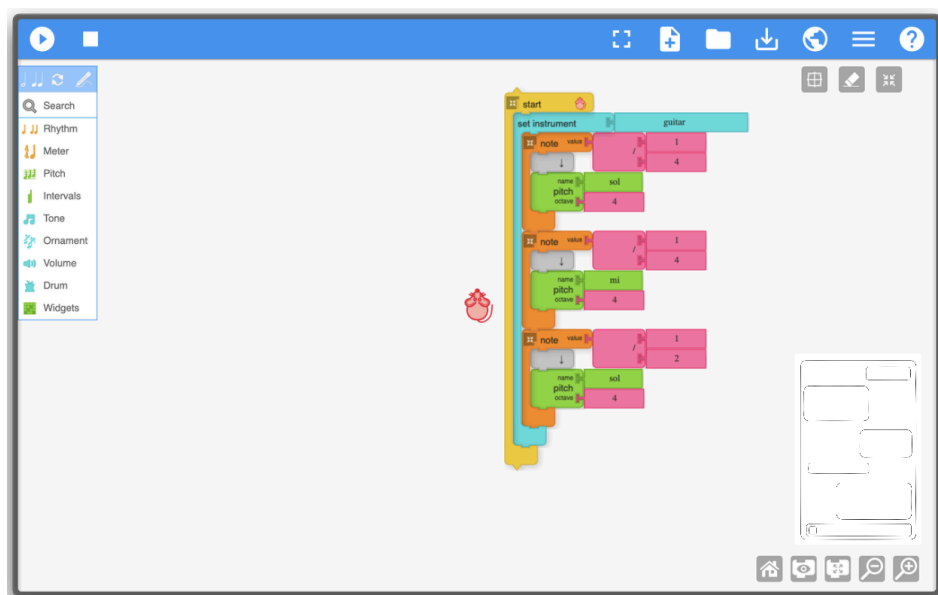 Search
Rhythm
Meter
Pitch
Intervals
Tone
Ornament
Volume
Drum
Widgets
start
set instrument guitar
note value 1
/
4
↓
name sol
pitch
octave 4
note value 1
/
4
↓
name mi
pitch
octave 4
note value 1
/
2
↓
name sol
pitch
octave 4